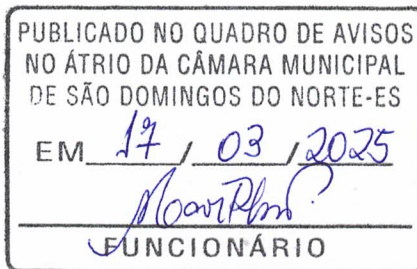 PUBLICADO NO QUADRO DE AVISOS
NO ÁTRIO DA CÂMARA MUNICIPAL
DE SÃO DOMINGOS DO NORTE-ES
EM 17 / 03 / 2025
FUNCIONÁRIO